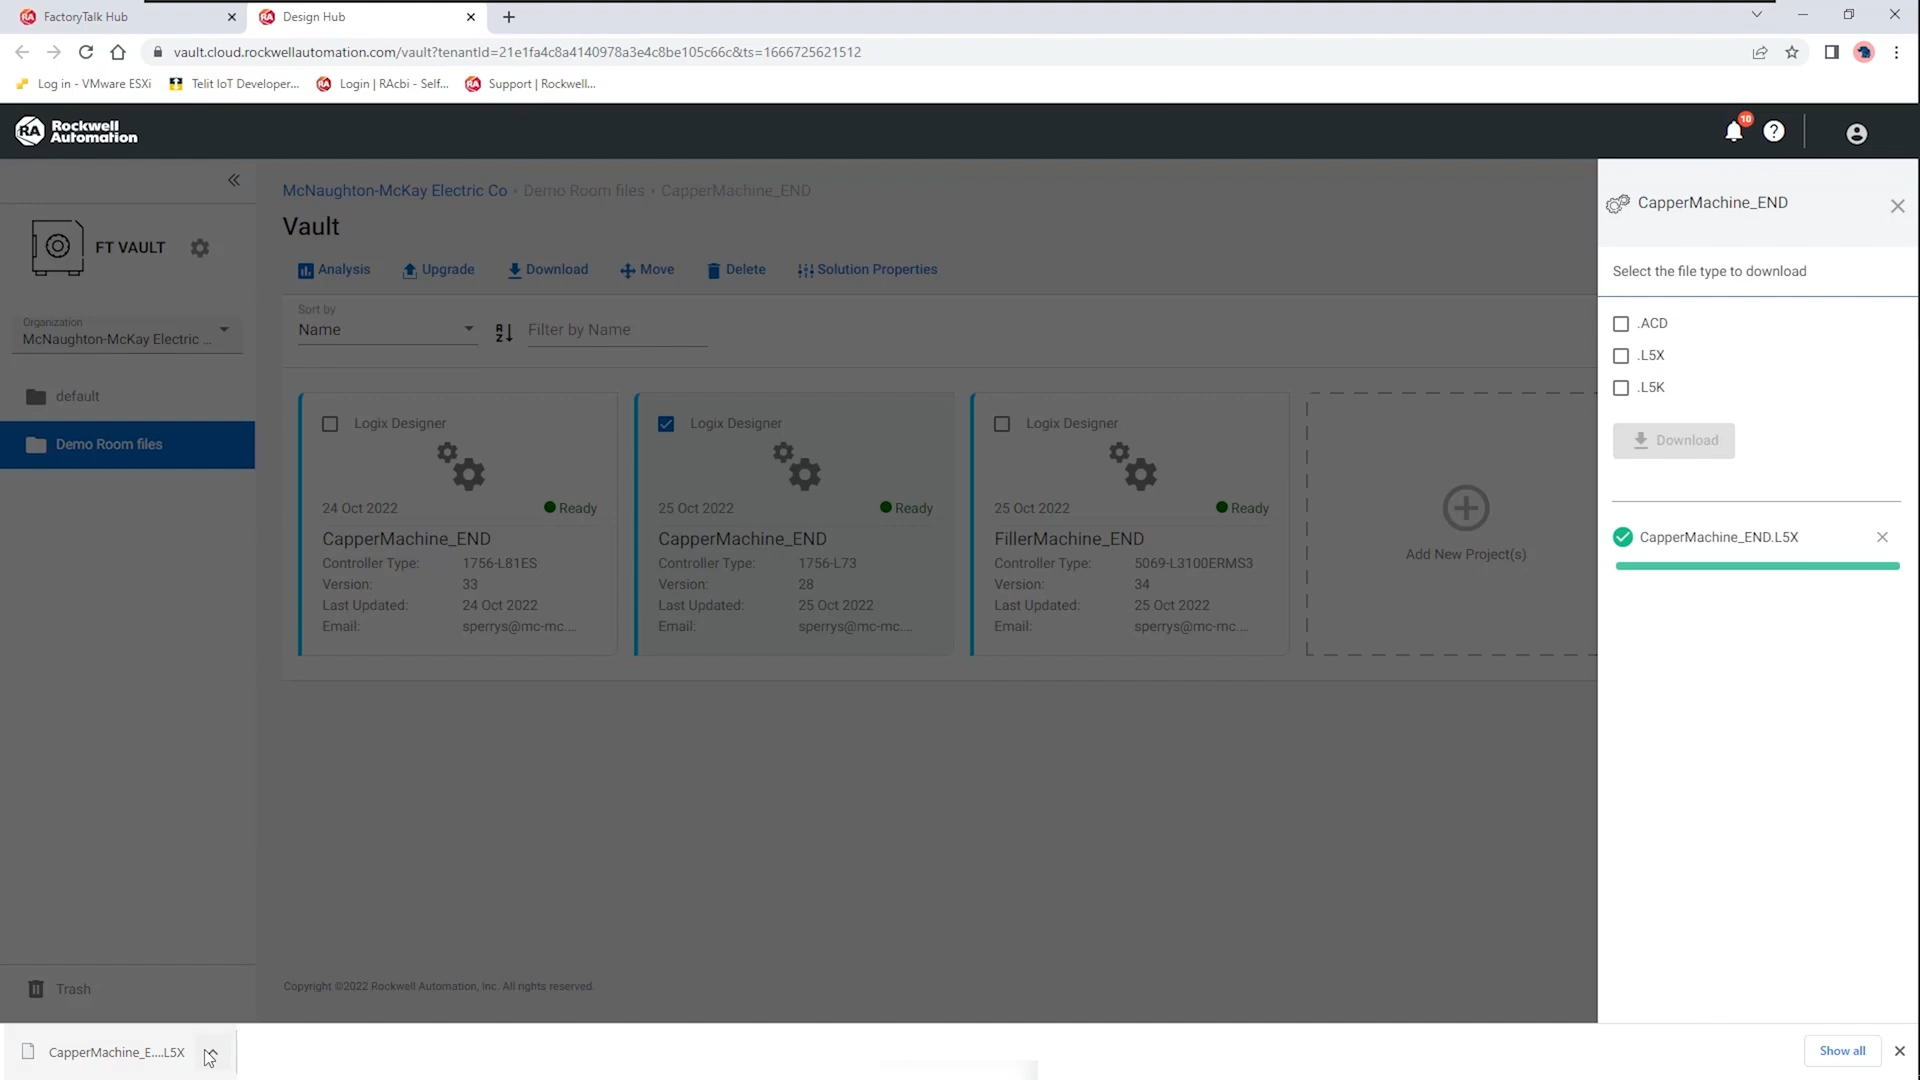 FactoryTalk Hub
Design Hub
vault.cloud.rockwellautomation.com/vault?tenantId=21e1fa4c8a4140978a3e4c8be105c66c&ts=1666725621512
Log in - VMware ESXi
Telit IoT Developer...
Login | RAcbi - Self...
Support | Rockwell...
RA Rockwell Automation
10
McNaughton-McKay Electric Co · Demo Room files · CapperMachine_END
Vault
FT VAULT
Analysis
Upgrade
Download
Move
Delete
Solution Properties
Organization
McNaughton-McKay Electric ...
Sort by
Name
Filter by Name
default
Demo Room files
Logix Designer
24 Oct 2022
Ready
CapperMachine_END
Controller Type: 1756-L81ES
Version: 33
Last Updated: 24 Oct 2022
Email: sperrys@mc-mc....
Logix Designer
25 Oct 2022
Ready
CapperMachine_END
Controller Type: 1756-L73
Version: 28
Last Updated: 25 Oct 2022
Email: sperrys@mc-mc....
Logix Designer
25 Oct 2022
Ready
FillerMachine_END
Controller Type: 5069-L3100ERMS3
Version: 34
Last Updated: 25 Oct 2022
Email: sperrys@mc-mc....
Add New Project(s)
CapperMachine_END
Select the file type to download
.ACD
.L5X
.L5K
Download
CapperMachine_END.L5X
Trash
Copyright ©2022 Rockwell Automation, Inc. All rights reserved.
CapperMachine_E....L5X
Show all